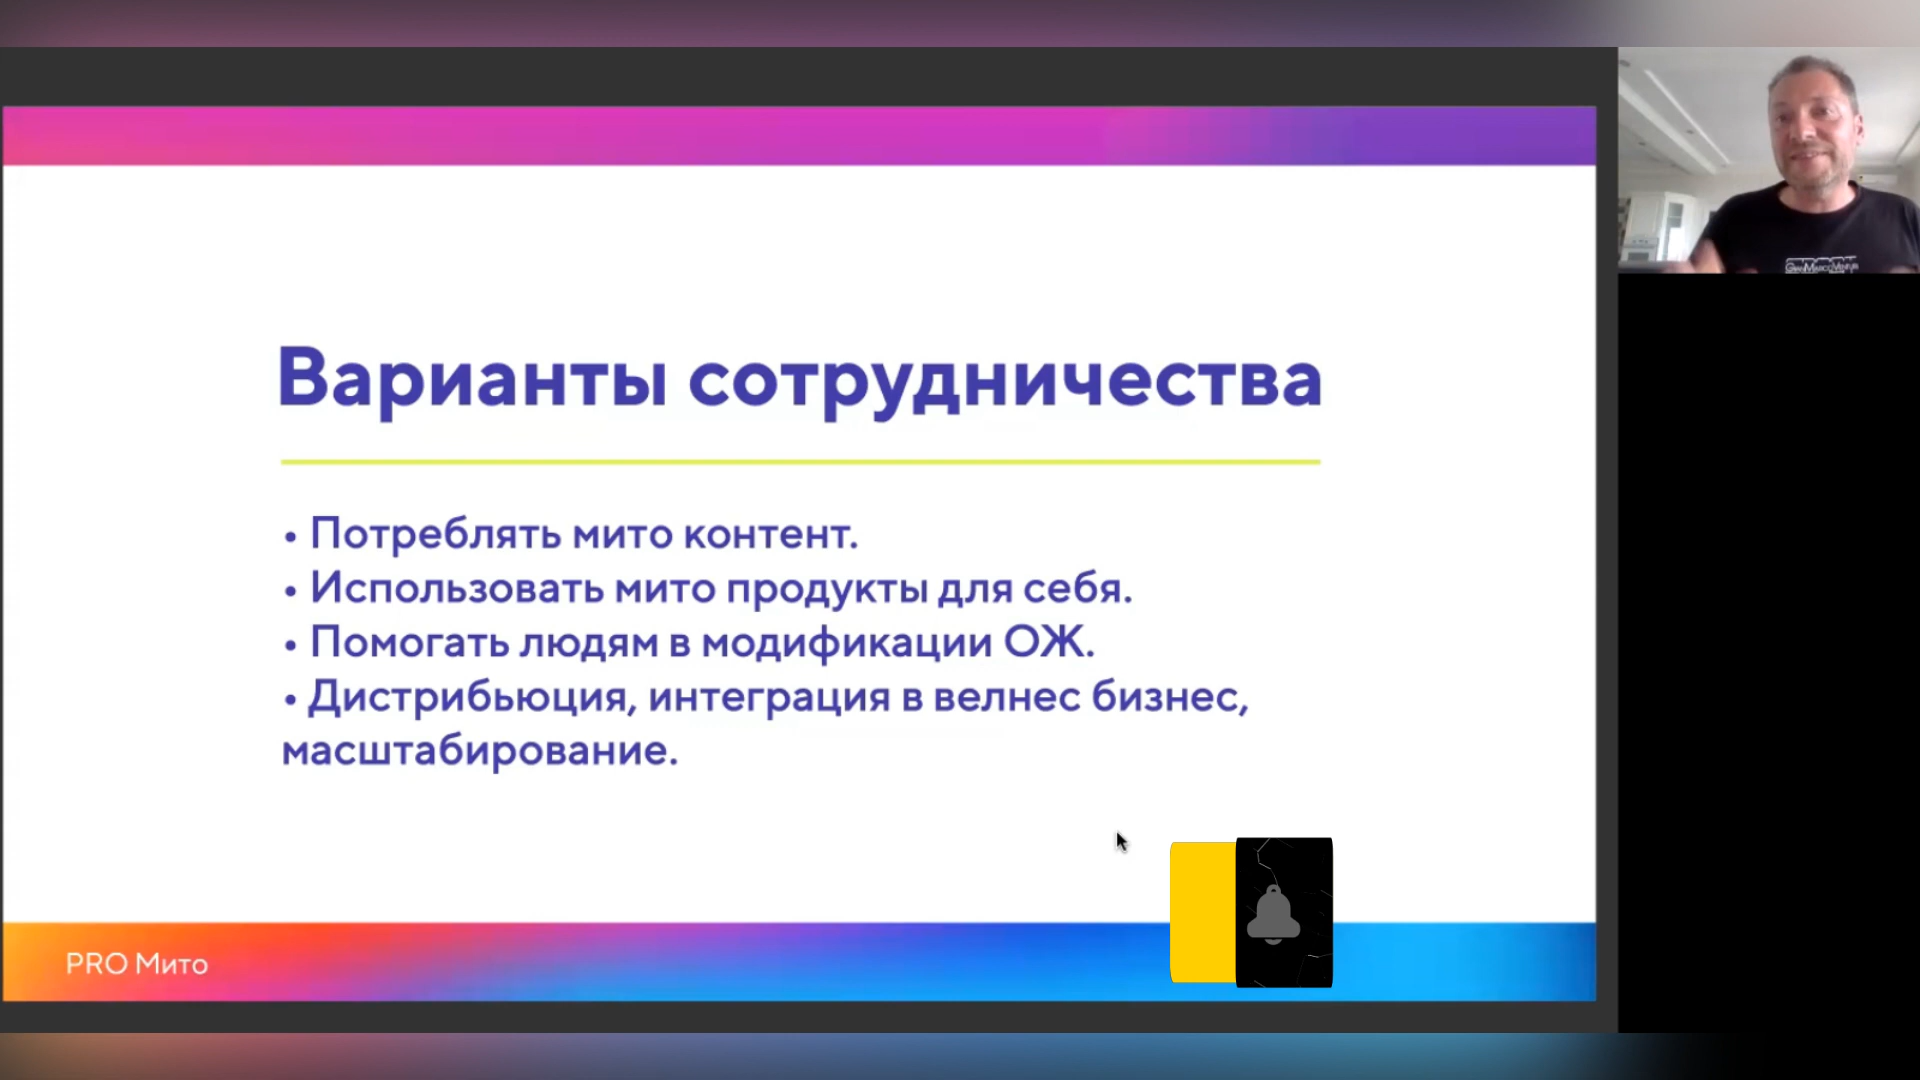 Варианты сотрудничества
• Потреблять мито контент.
• Использовать мито продукты для себя.
• Помогать людям в модификации ОЖ.
• Дистрибьюция, интеграция в велнес бизнес,
масштабирование.
PRO Мито